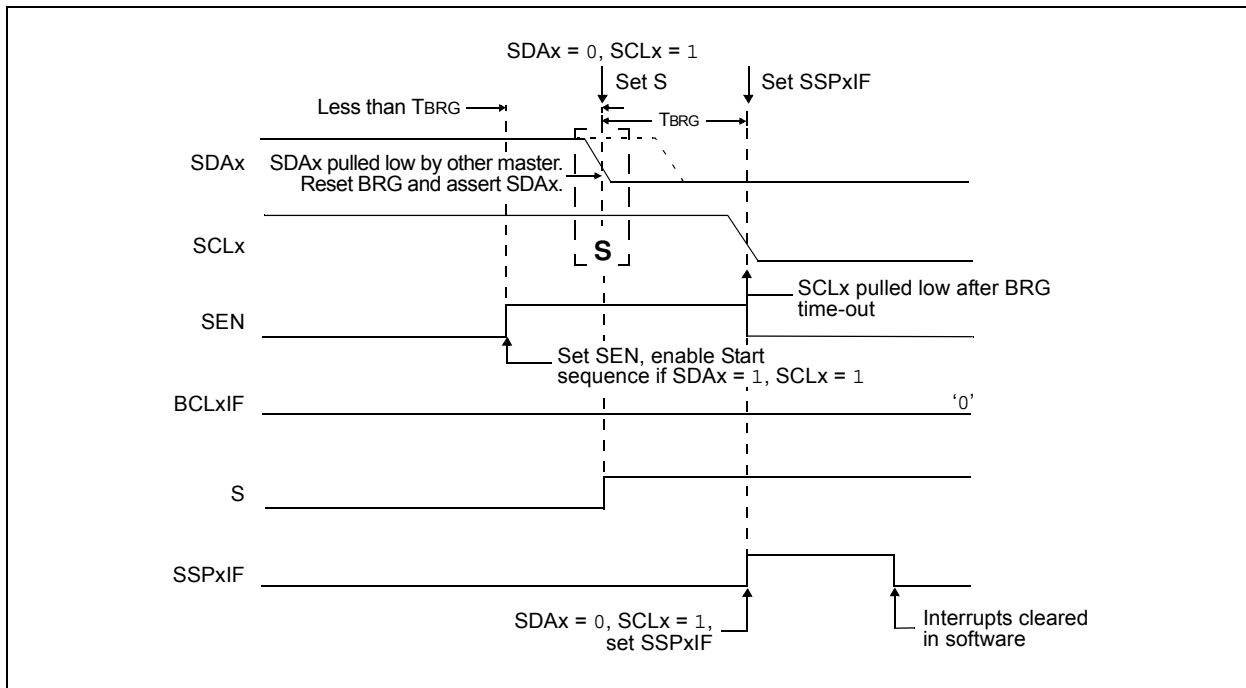 SDAx = 0, SCLx = 1
Set S
Set SSPxIF
Less than TBRG
TBRG
SDAx
SDAx pulled low by other master.
Reset BRG and assert SDAx.
SCLx
S
SCLx pulled low after BRG
time-out
SEN
Set SEN, enable Start
sequence if SDAx = 1, SCLx = 1
BCLxIF
‘0’
S
SSPxIF
SDAx = 0, SCLx = 1,
set SSPxIF
Interrupts cleared
in software